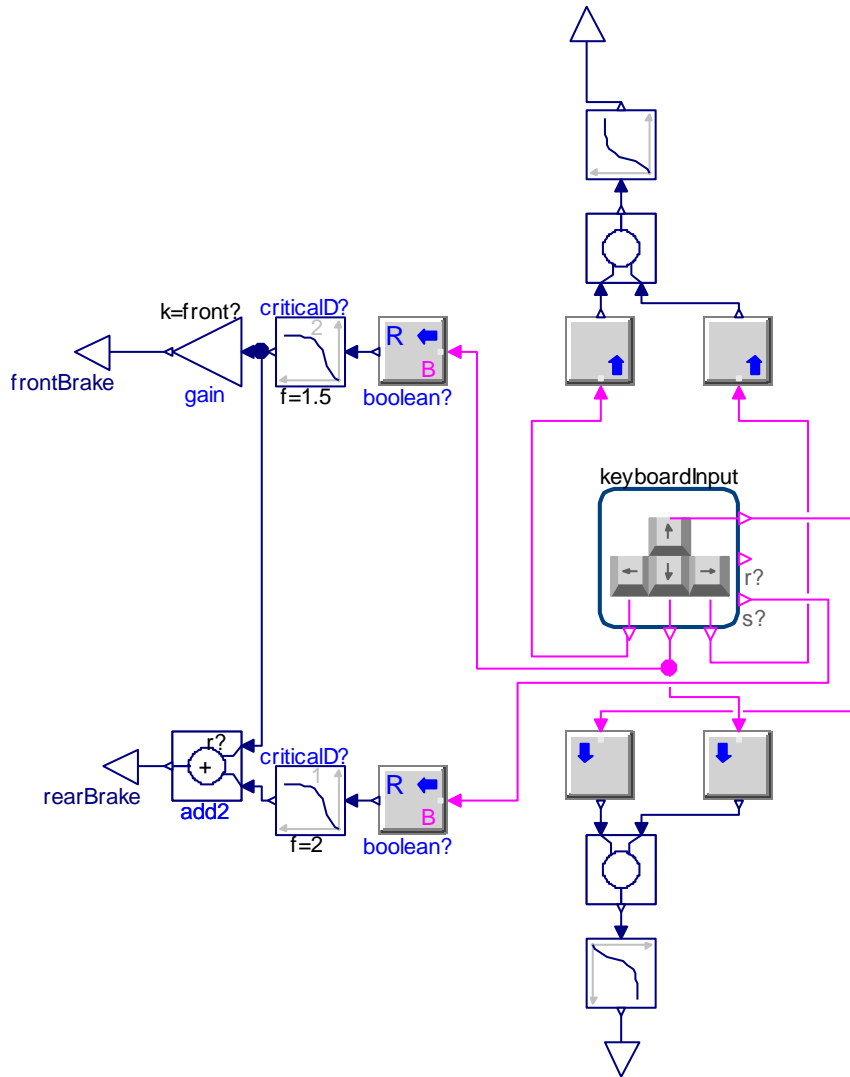 k=front?
criticalD?
2
R
B
frontBrake
gain
f=1.5
boolean?
keyboardInput
r?
s?
r?
+
criticalD?
1
R
B
rearBrake
add2
f=2
boolean?